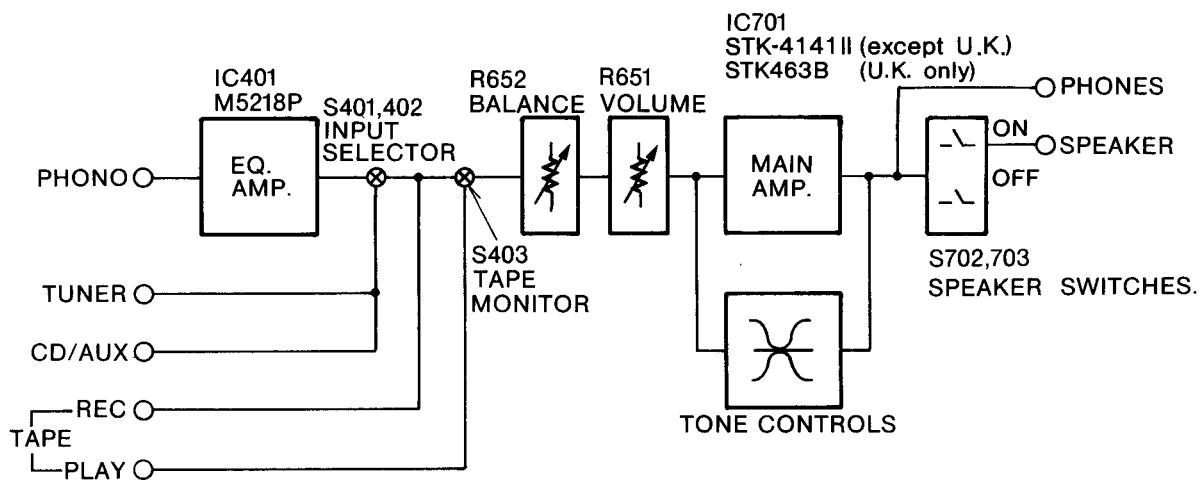 IC401
M5218P
EQ.
AMP.
S401,402
INPUT
SELECTOR
R652
BALANCE
R651
VOLUME
IC701
STK-4141II (except U.K.)
STK463B (U.K. only)
MAIN
AMP.
PHONES
ON
SPEAKER
OFF
S702,703
SPEAKER SWITCHES.
S403
TAPE
MONITOR
TONE CONTROLS
PHONO
TUNER
CD/AUX
REC
TAPE
PLAY